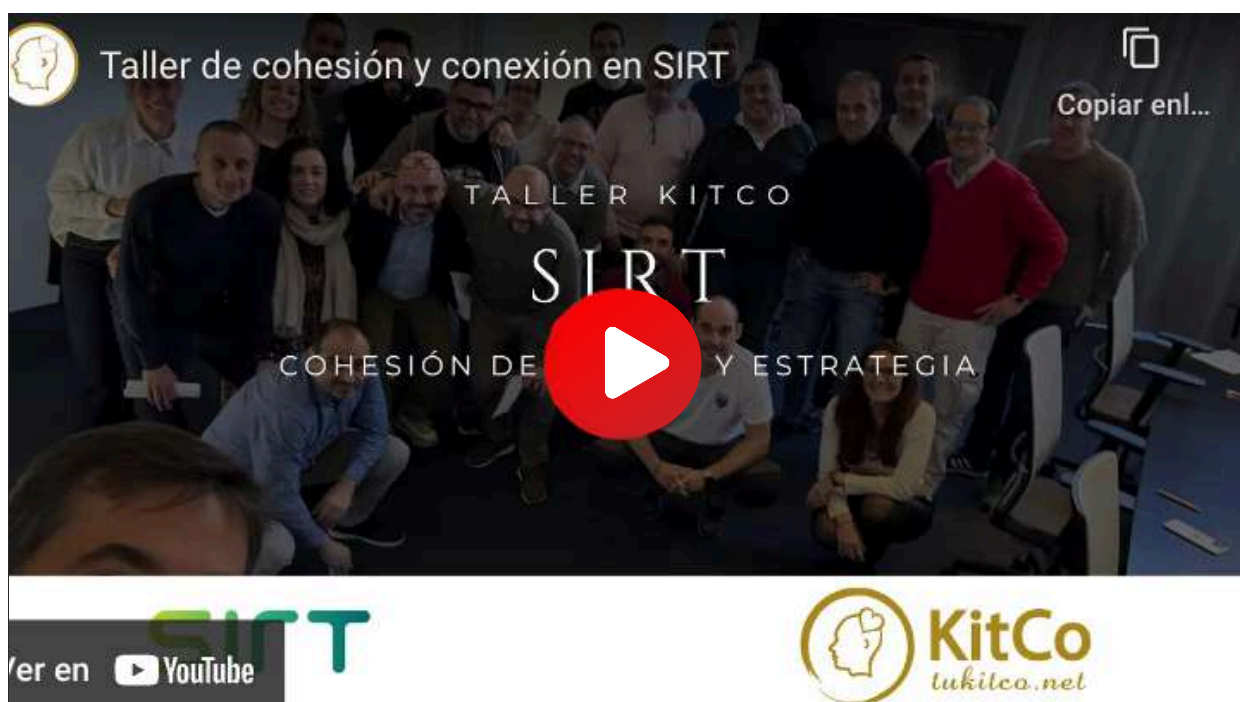 Taller de cohesión y conexión en SIRT
Copiar enl...
TALLER KITCO
SIRT
COHESIÓN DE Y ESTRATEGIA
SIRT
KitCo
tukitco.net
Ver en YouTube